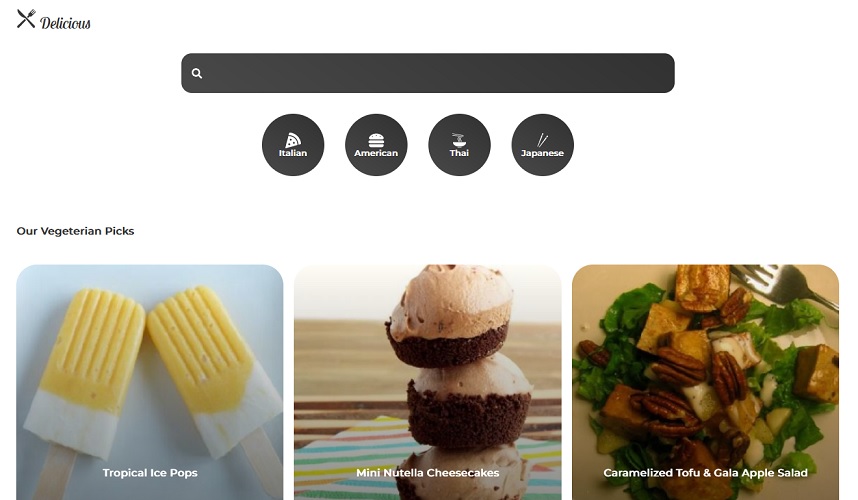 Delicious
Italian
American
Thai
Japanese
Our Vegeterian Picks
Tropical Ice Pops
Mini Nutella Cheesecakes
Caramelized Tofu & Gala Apple Salad